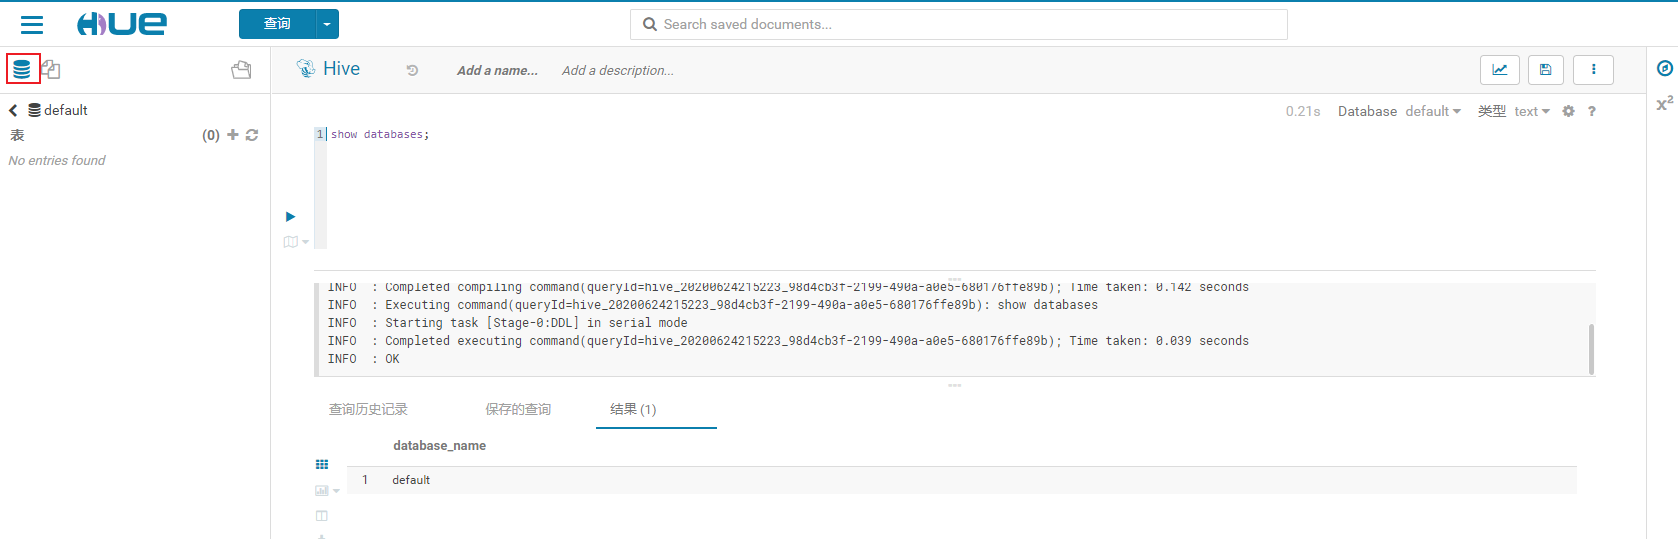 HUE
查询
Search saved documents...
Hive
Add a name...
Add a description...
default
表
(0)
No entries found
0.21s
Database
default
类型
text
?
x²
1
show databases;
INFO : Completed compiling command(queryId=hive_20200624215223_98d4cb3f-2199-490a-a0e5-680176ffe89b); Time taken: 0.142 seconds
INFO : Executing command(queryId=hive_20200624215223_98d4cb3f-2199-490a-a0e5-680176ffe89b): show databases
INFO : Starting task [Stage-0:DDL] in serial mode
INFO : Completed executing command(queryId=hive_20200624215223_98d4cb3f-2199-490a-a0e5-680176ffe89b); Time taken: 0.039 seconds
INFO : OK
查询历史记录
保存的查询
结果 (1)
database_name
1
default